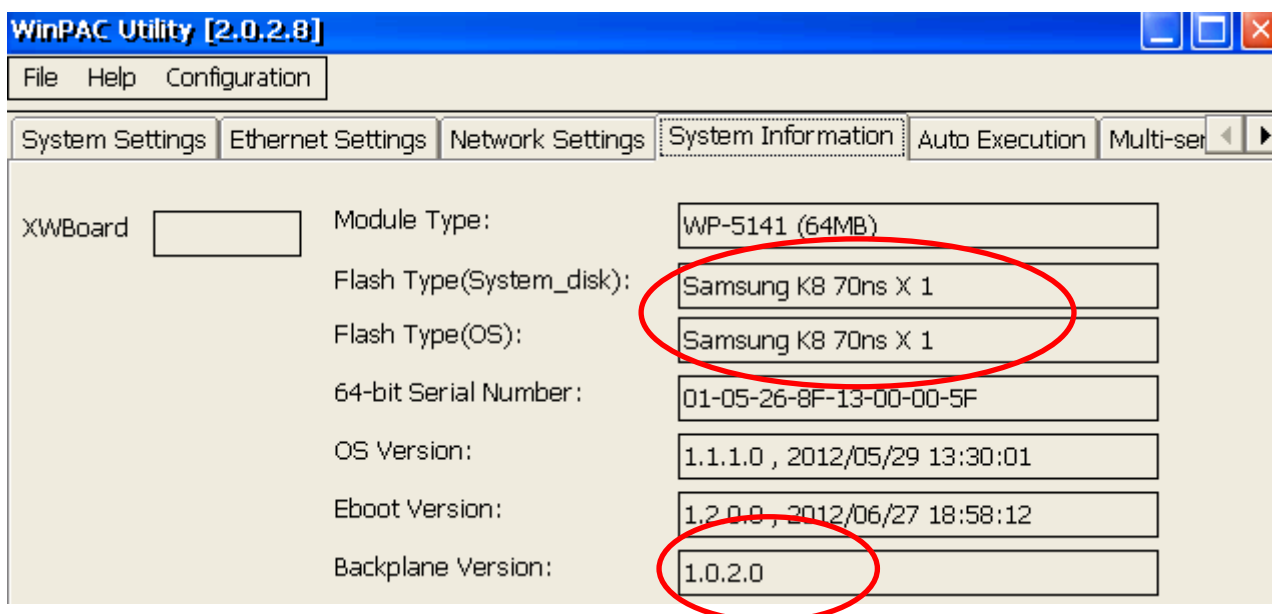 WinPAC Utility [2.0.2.8]
File Help Configuration
System Settings Ethernet Settings Network Settings System Information Auto Execution Multi-ser
XWBoard
Module Type: WP-5141 (64MB)
Flash Type(System_disk): Samsung K8 70ns X 1
Flash Type(OS): Samsung K8 70ns X 1
64-bit Serial Number: 01-05-26-8F-13-00-00-5F
OS Version: 1.1.1.0 , 2012/05/29 13:30:01
Eboot Version: 1.2.0.0 , 2012/06/27 18:58:12
Backplane Version: 1.0.2.0